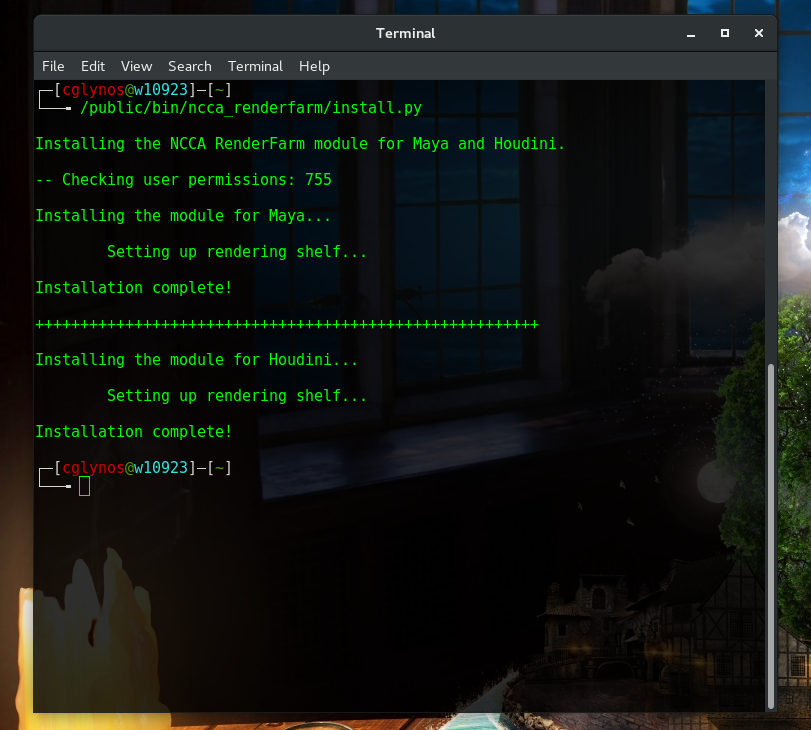 Terminal
File Edit View Search Terminal Help
┌─[cglynos@w10923]─[~]
└──╼ /public/bin/ncca_renderfarm/install.py
Installing the NCCA RenderFarm module for Maya and Houdini.
-- Checking user permissions: 755
Installing the module for Maya...
Setting up rendering shelf...
Installation complete!
++++++++++++++++++++++++++++++++++++++++++++++++++++++++
Installing the module for Houdini...
Setting up rendering shelf...
Installation complete!
┌─[cglynos@w10923]─[~]
└──╼